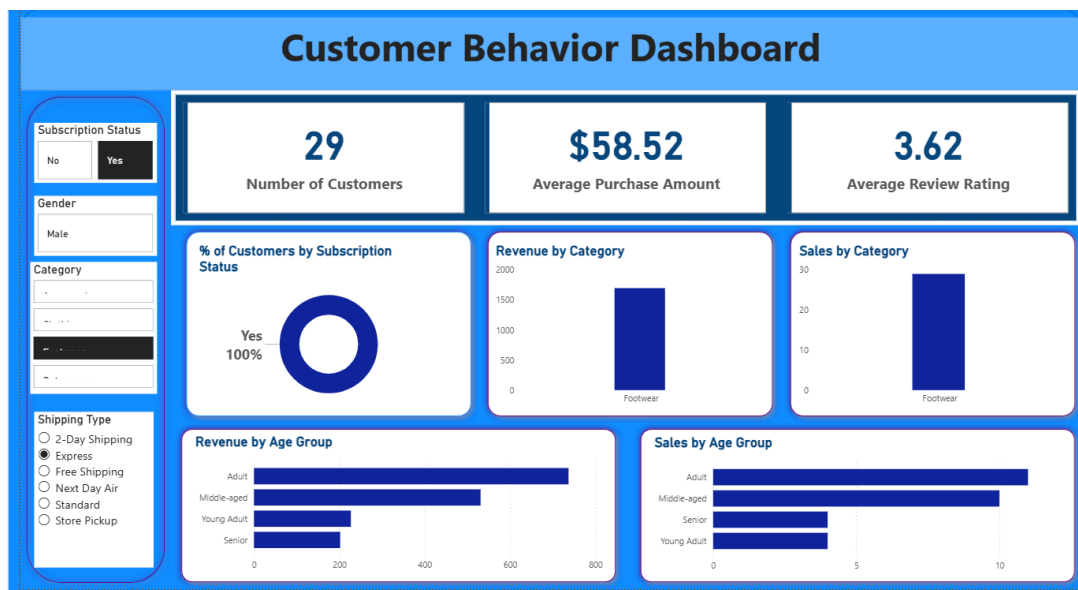 Customer Behavior Dashboard
Subscription Status
No
Yes
Gender
Male
Category
Shipping Type
2-Day Shipping
Express
Free Shipping
Next Day Air
Standard
Store Pickup
29
Number of Customers
$58.52
Average Purchase Amount
3.62
Average Review Rating
% of Customers by Subscription
Status
Yes
100%
Revenue by Category
2000
1500
1000
500
0
Footwear
Sales by Category
30
20
10
0
Footwear
Revenue by Age Group
Adult
Middle-aged
Young Adult
Senior
0 200 400 600 800
Sales by Age Group
Adult
Middle-aged
Senior
Young Adult
0 5 10